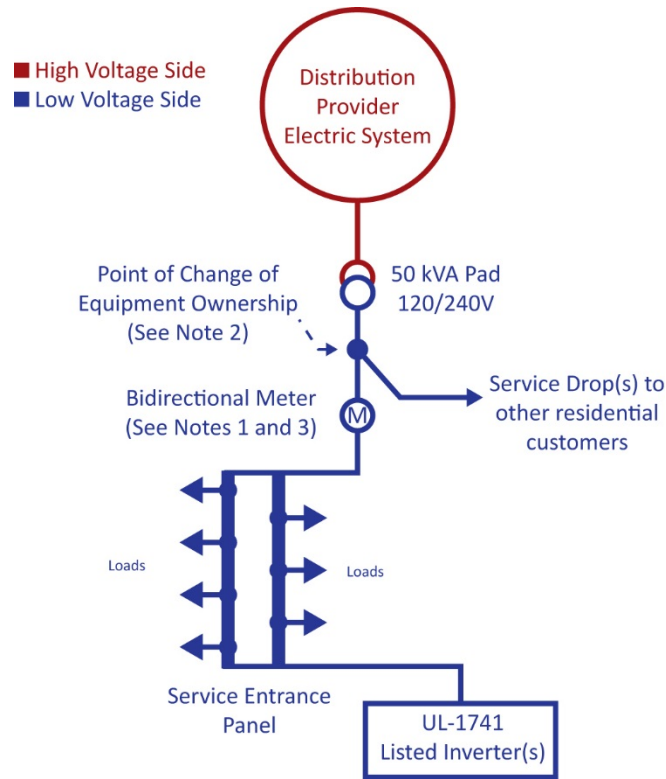 High Voltage Side
Low Voltage Side
Distribution
Provider
Electric System
Point of Change of
Equipment Ownership
(See Note 2)
50 kVA Pad
120/240V
Bidirectional Meter
(See Notes 1 and 3)
M
Service Drop(s) to
other residential
customers
Loads
Loads
Service Entrance
Panel
UL-1741
Listed Inverter(s)